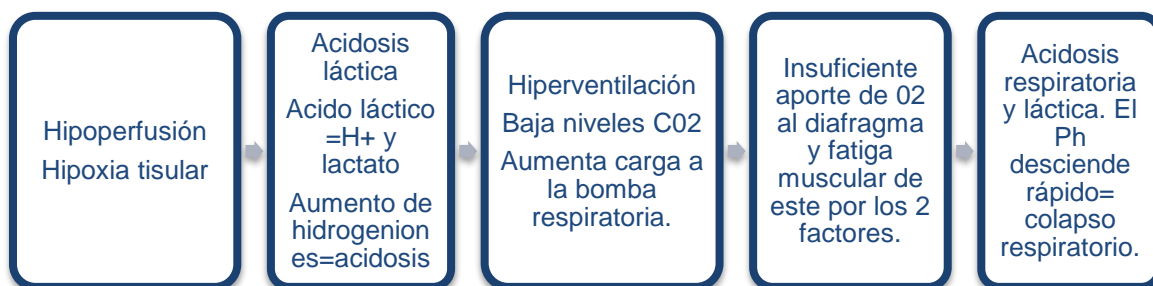 Hipoperfusión
Hipoxia tisular
Acidosis
láctica
Acido láctico
=H+ y
lactato
Aumento de
hidrogenion
es=acidosis
Hiperventilación
Baja niveles C02
Aumenta carga a
la bomba
respiratoria.
Insuficiente
aporte de 02
al diafragma
y fatiga
muscular de
este por los 2
factores.
Acidosis
respiratoria
y láctica. El
Ph
desciende
rápido=
colapso
respiratorio.